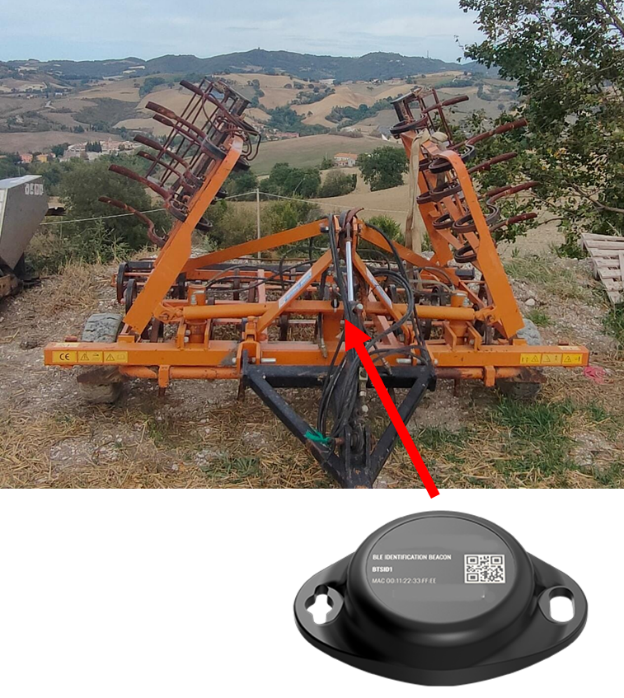 CE
BLE IDENTIFICATION BEACON
BTSID1
MAC 00:11:22:33:FF:EE